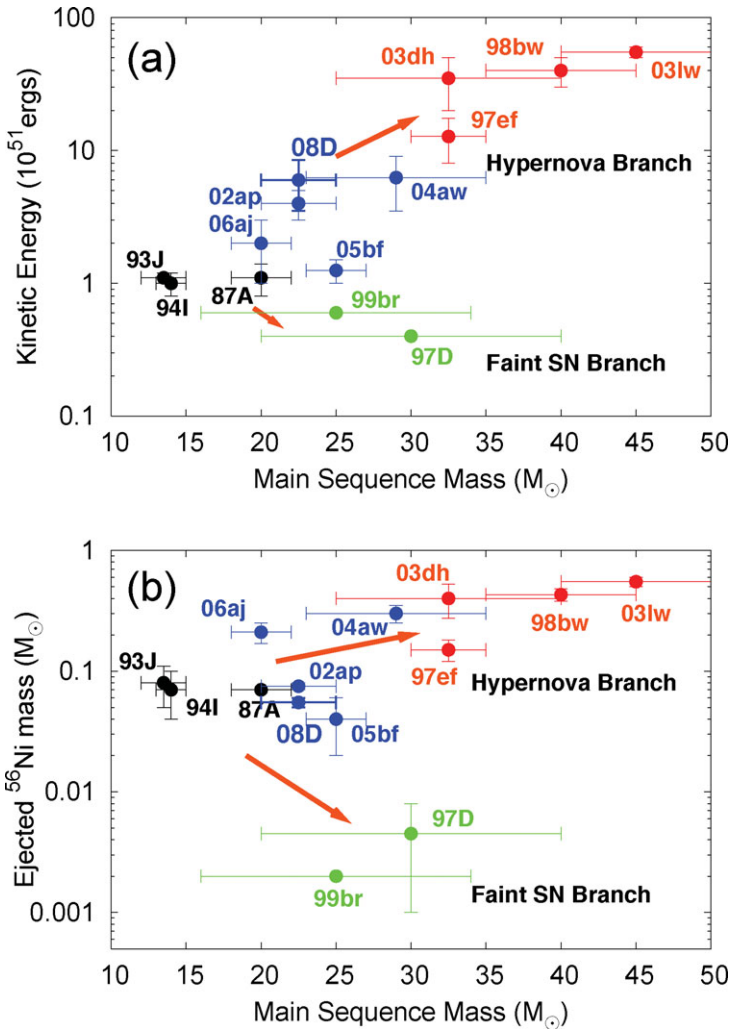 (a)
100
10
1
0.1
Kinetic Energy (10⁵¹ ergs)
03dh
98bw
03lw
97ef
08D
Hypernova Branch
02ap
04aw
06aj
93J
05bf
94I
87A
99br
97D
Faint SN Branch
10 15 20 25 30 35 40 45 50
Main Sequence Mass (M☉)
(b)
1
0.1
0.01
0.001
Ejected ⁵⁶Ni mass (M☉)
03dh
06aj
04aw
98bw
03lw
93J
02ap
97ef
94I
87A
Hypernova Branch
08D
05bf
97D
99br
Faint SN Branch
10 15 20 25 30 35 40 45 50
Main Sequence Mass (M☉)